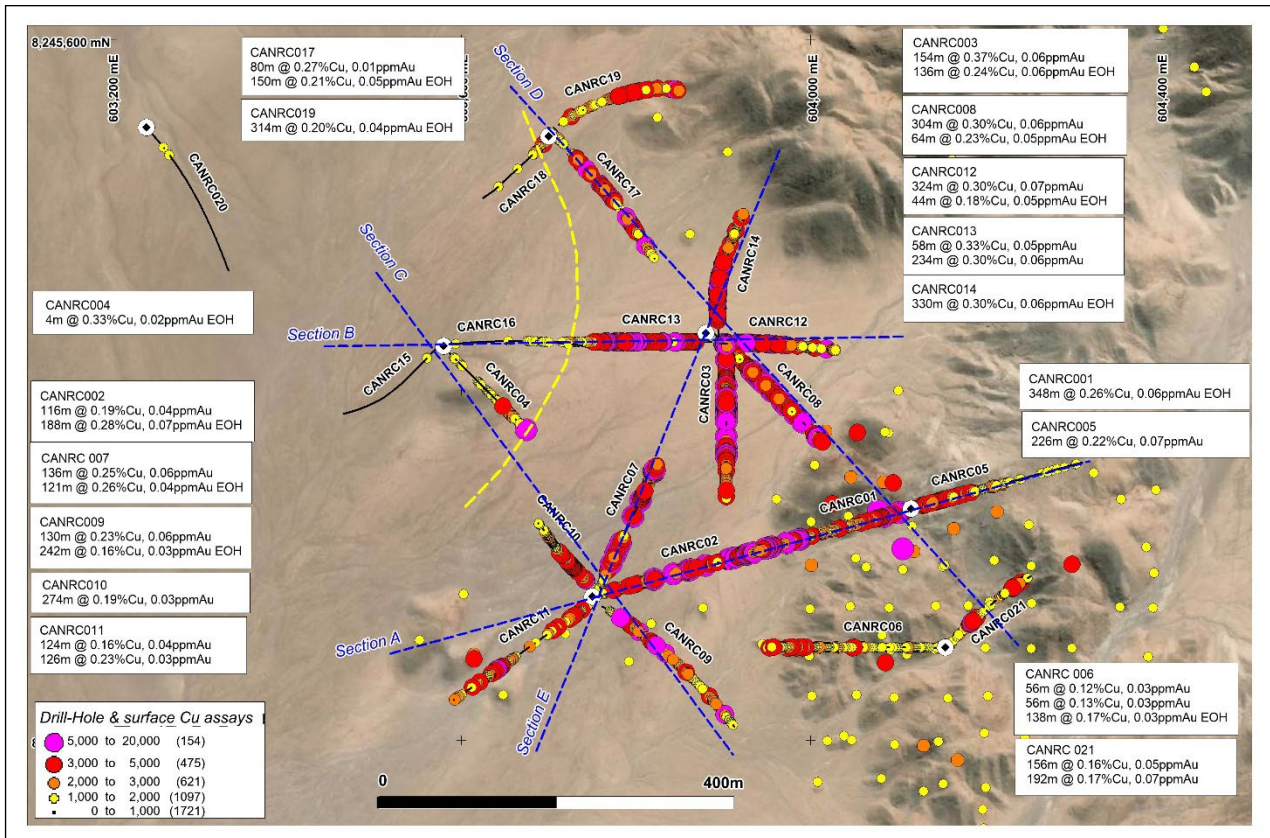 8,245,600 mN
603,200 mE
604,000 mE
604,400 mE
CANRC017
80m @ 0.27%Cu, 0.01ppmAu
150m @ 0.21%Cu, 0.05ppmAu EOH
CANRC019
314m @ 0.20%Cu, 0.04ppmAu EOH
CANRC003
154m @ 0.37%Cu, 0.06ppmAu
136m @ 0.24%Cu, 0.06ppmAu EOH
CANRC008
304m @ 0.30%Cu, 0.06ppmAu
64m @ 0.23%Cu, 0.05ppmAu EOH
CANRC012
324m @ 0.30%Cu, 0.07ppmAu
44m @ 0.18%Cu, 0.05ppmAu EOH
CANRC013
58m @ 0.33%Cu, 0.05ppmAu
234m @ 0.30%Cu, 0.06ppmAu
CANRC014
330m @ 0.30%Cu, 0.06ppmAu EOH
Section D
CANRC19
CANRC18
CANRC17
CANRC020
CANRC14
Section C
CANRC004
4m @ 0.33%Cu, 0.02ppmAu EOH
Section B
CANRC16
CANRC13
CANRC12
CANRC15
CANRC04
CANRC03
CANRC08
CANRC001
348m @ 0.26%Cu, 0.06ppmAu EOH
CANRC005
226m @ 0.22%Cu, 0.07ppmAu
CANRC002
116m @ 0.19%Cu, 0.04ppmAu
188m @ 0.28%Cu, 0.07ppmAu EOH
CANRC 007
136m @ 0.25%Cu, 0.06ppmAu
121m @ 0.26%Cu, 0.04ppmAu EOH
CANRC009
130m @ 0.23%Cu, 0.06ppmAu
242m @ 0.16%Cu, 0.03ppmAu EOH
CANRC010
274m @ 0.19%Cu, 0.03ppmAu
CANRC011
124m @ 0.16%Cu, 0.04ppmAu
126m @ 0.23%Cu, 0.03ppmAu
CANRC07
CANRC01
CANRC05
CANRC10
CANRC02
CANRC11
CANRC09
CANRC06
CANRC021
Section A
Section E
CANRC 006
56m @ 0.12%Cu, 0.03ppmAu
56m @ 0.13%Cu, 0.03ppmAu
138m @ 0.17%Cu, 0.03ppmAu EOH
CANRC 021
156m @ 0.16%Cu, 0.05ppmAu
192m @ 0.17%Cu, 0.07ppmAu
Drill-Hole & surface Cu assays
5,000 to 20,000 (154)
3,000 to 5,000 (475)
2,000 to 3,000 (621)
1,000 to 2,000 (1097)
0 to 1,000 (1721)
0 400m